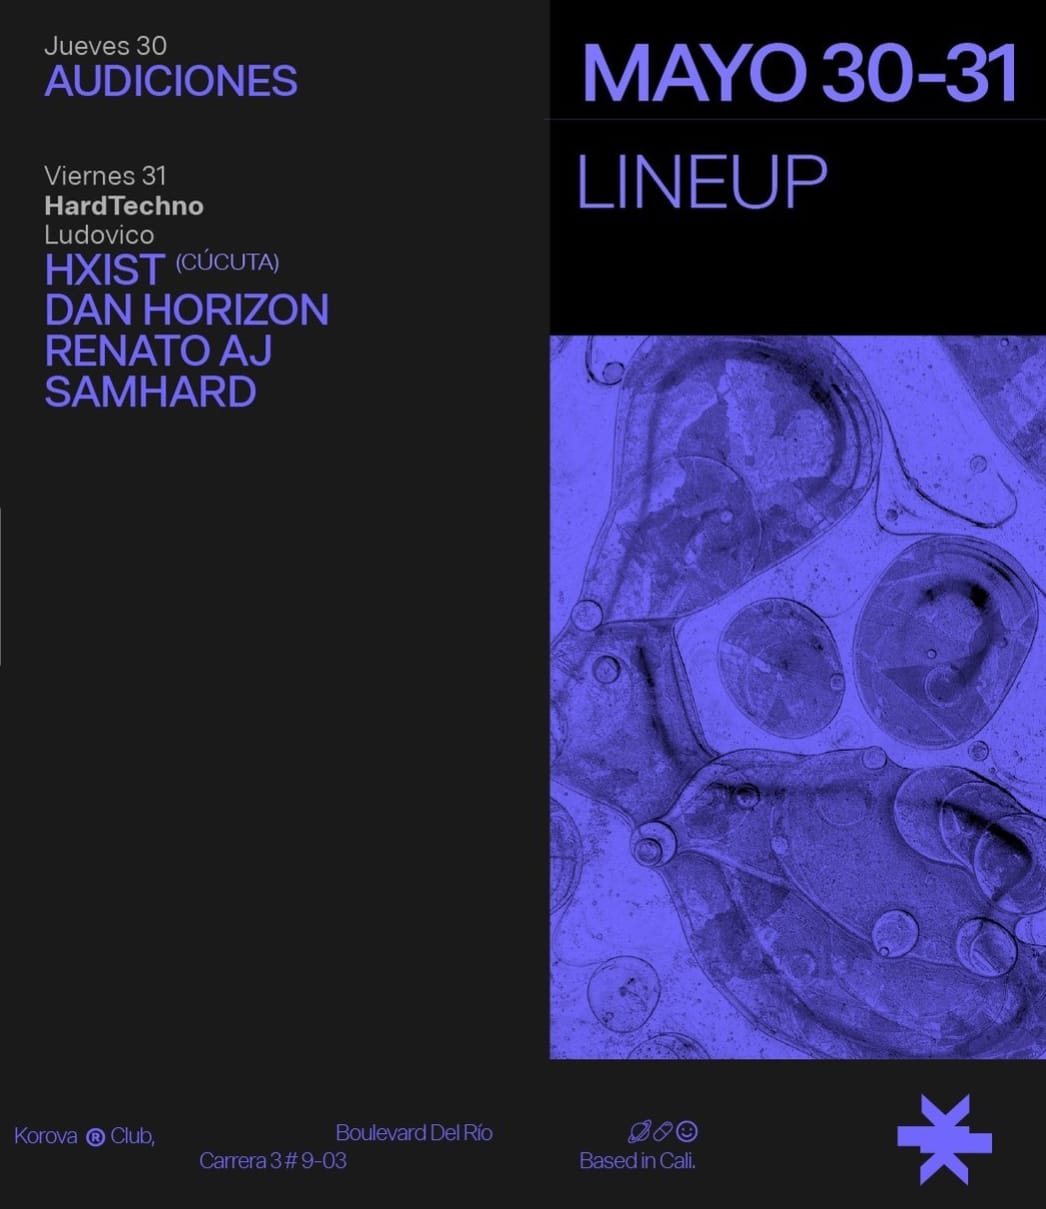 Jueves 30
AUDICIONES
Viernes 31
HardTechno
Ludovico
HXIST (CÚCUTA)
DAN HORIZON
RENATO AJ
SAMHARD
MAYO 30-31
LINEUP
Korova ® Club,
Boulevard Del Río
Carrera 3 # 9-03
Based in Cali.